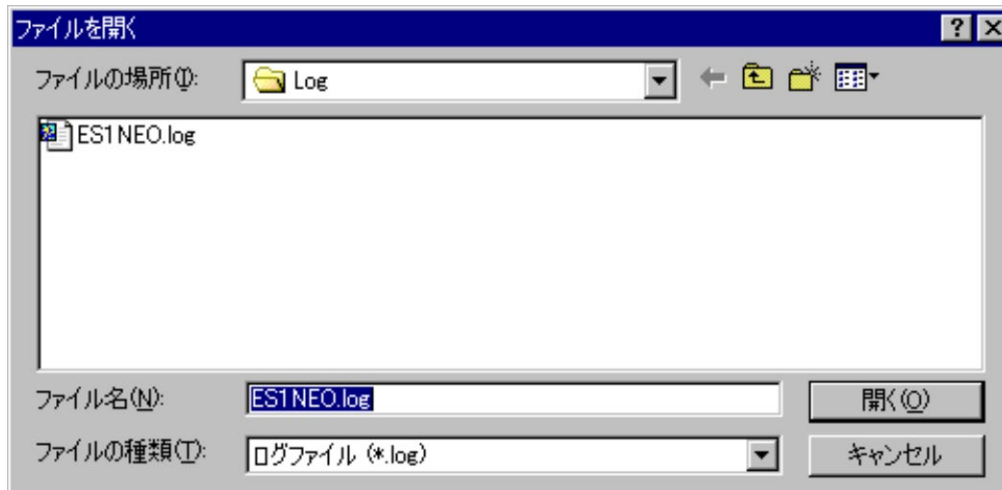 ファイルを開く
ファイルの場所(I): Log
ES1NEO.log
ファイル名(N): ES1NEO.log 開く(O)
ファイルの種類(T): ログファイル (*.log) キャンセル